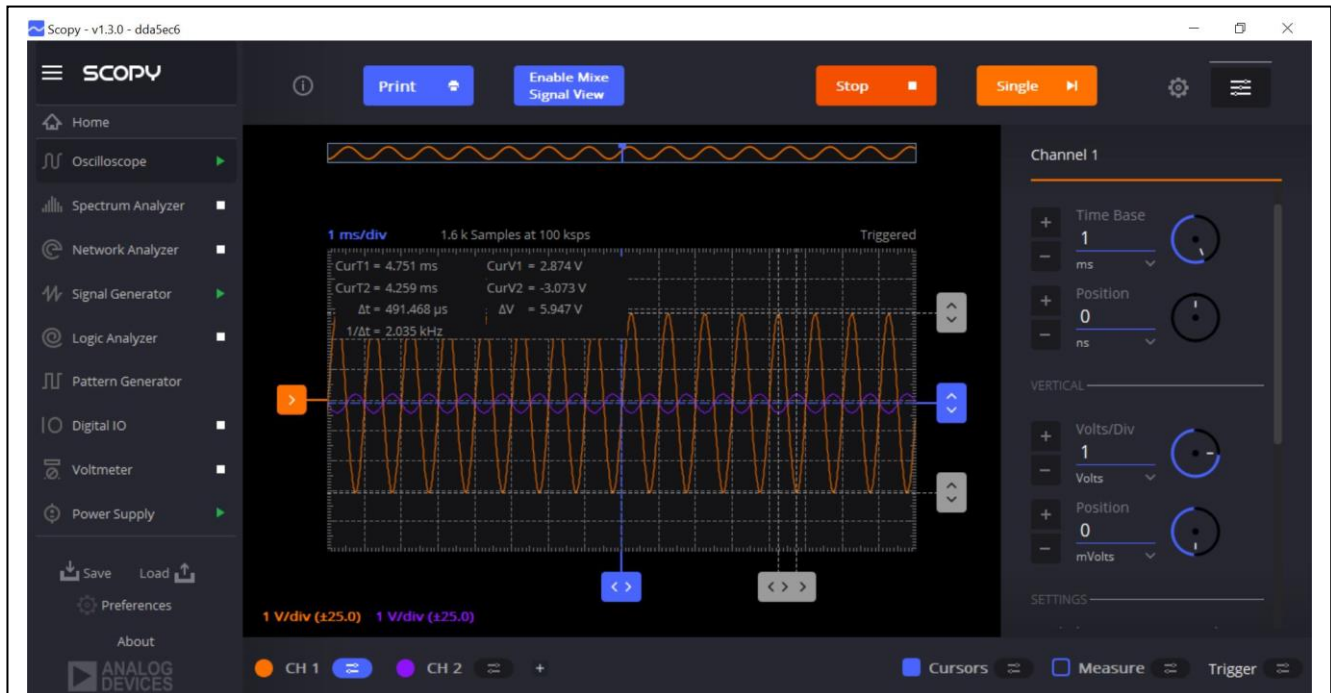 Scopy - v1.3.0 - dda5ec6
SCOPY
Print
Enable Mixe
Signal View
Stop
Single
Home
Oscilloscope
Spectrum Analyzer
Network Analyzer
Signal Generator
Logic Analyzer
Pattern Generator
Digital IO
Voltmeter
Power Supply
Save Load
Preferences
About
ANALOG
DEVICES
1 ms/div 1.6 k Samples at 100 ksps Triggered
CurT1 = 4.751 ms CurV1 = 2.874 V
CurT2 = 4.259 ms CurV2 = -3.073 V
Δt = 491.468 µs ΔV = 5.947 V
1/Δt = 2.035 kHz
1 V/div (±25.0) 1 V/div (±25.0)
CH 1 CH 2 +
Cursors Measure Trigger
Channel 1
Time Base
1
ms
Position
0
ns
VERTICAL
Volts/Div
1
Volts
Position
0
mVolts
SETTINGS